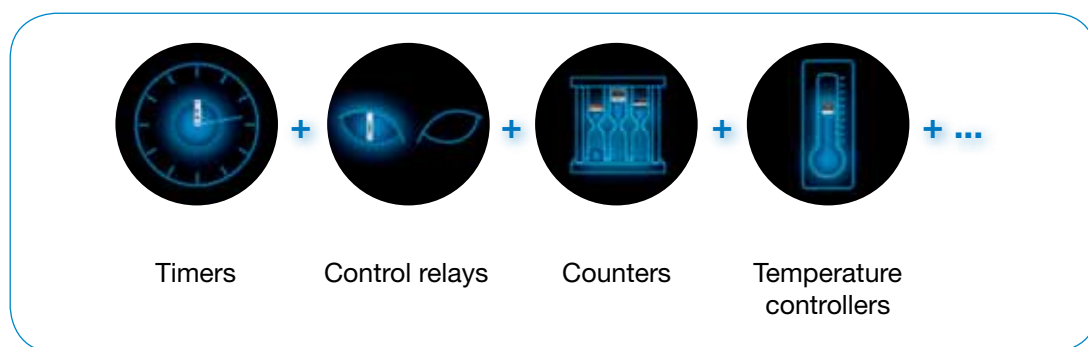 + + + + ...
Timers Control relays Counters Temperature
controllers